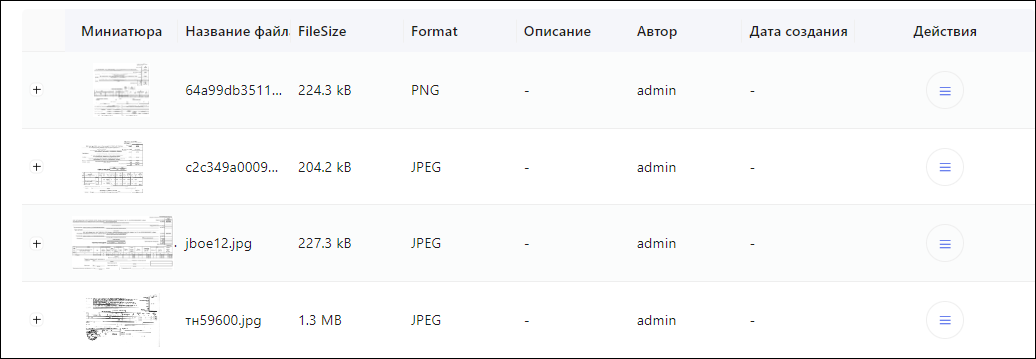 Миниатюра Название файла FileSize Format Описание Автор Дата создания Действия
+ 64a99db3511... 224.3 kB PNG - admin -
+ c2c349a0009... 204.2 kB JPEG - admin -
+ jboe12.jpg 227.3 kB JPEG - admin -
+ тн59600.jpg 1.3 MB JPEG - admin -